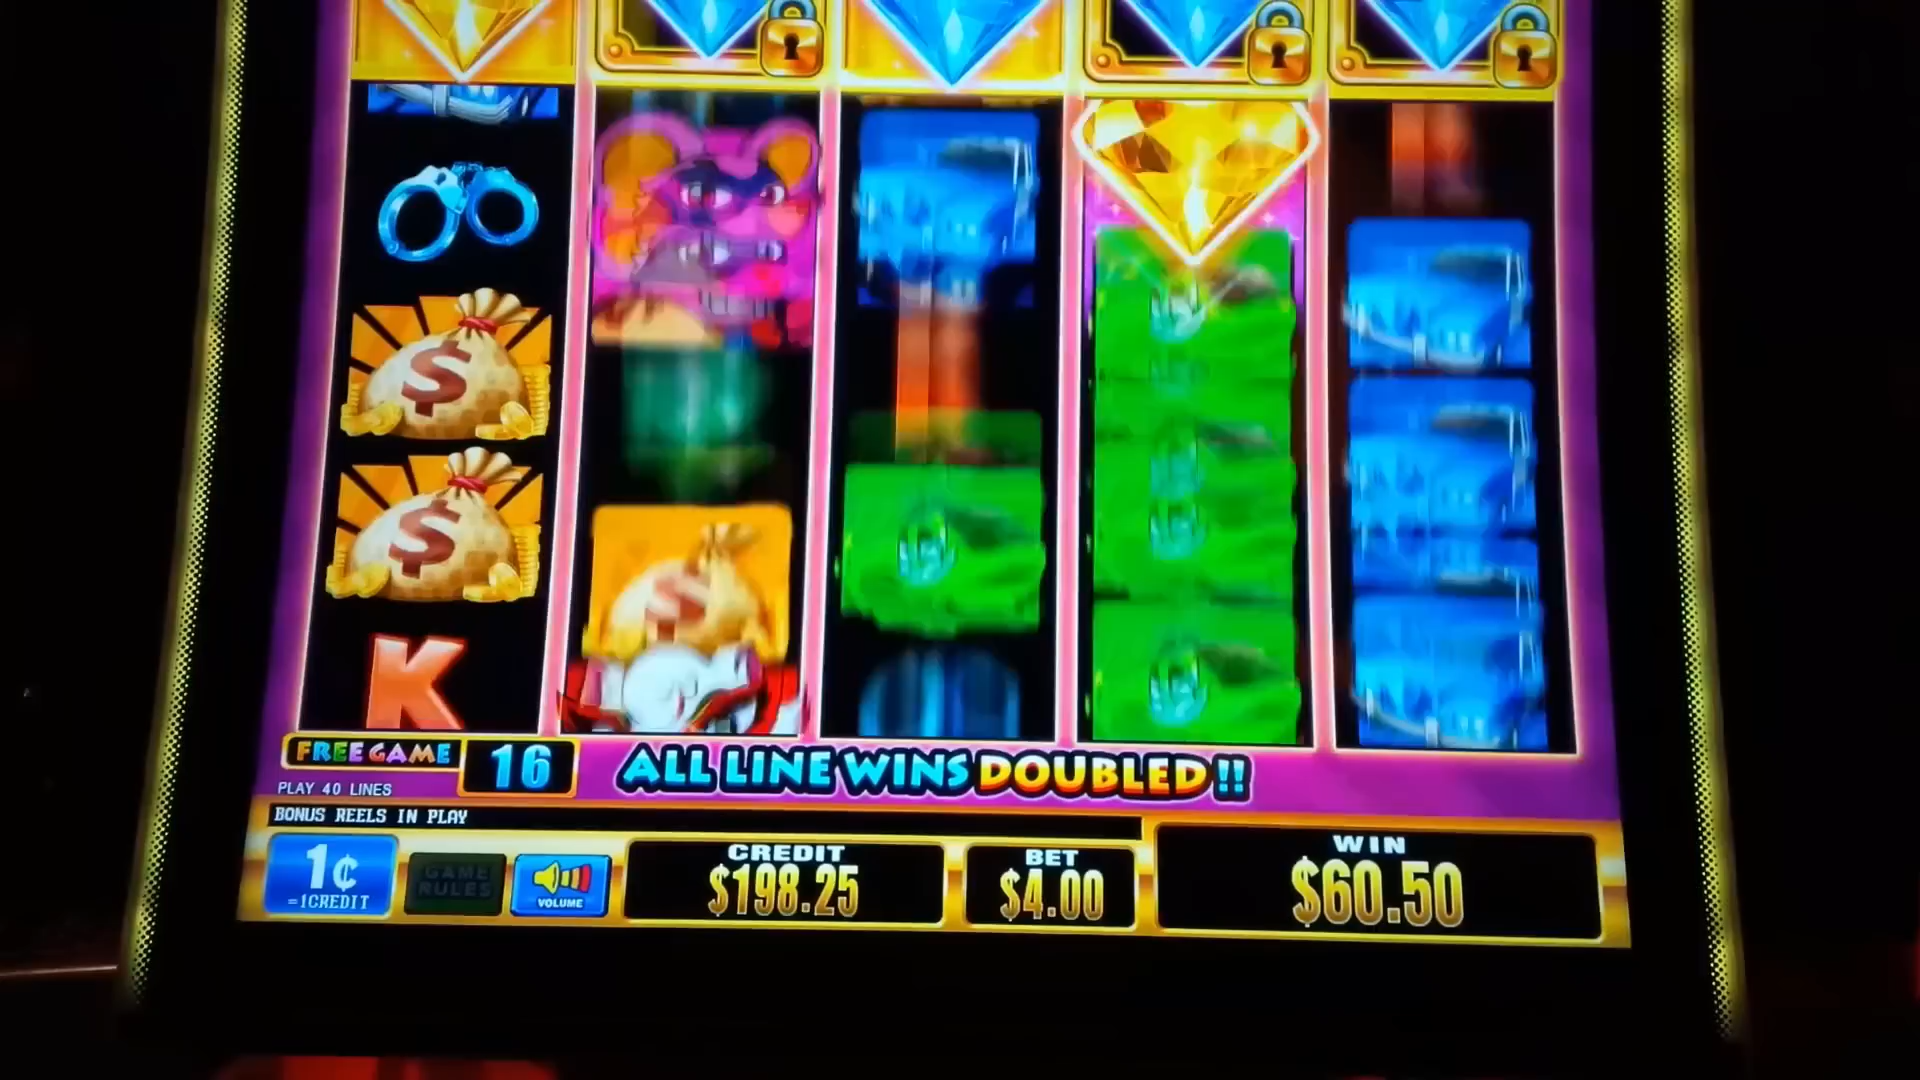 $
$
$
K
FREE GAME 16 ALL LINE WINS DOUBLED!!
PLAY 40 LINES
BONUS REELS IN PLAY
1¢
=1CREDIT
GAME RULES
VOLUME
CREDIT
$198.25
BET
$4.00
WIN
$60.50